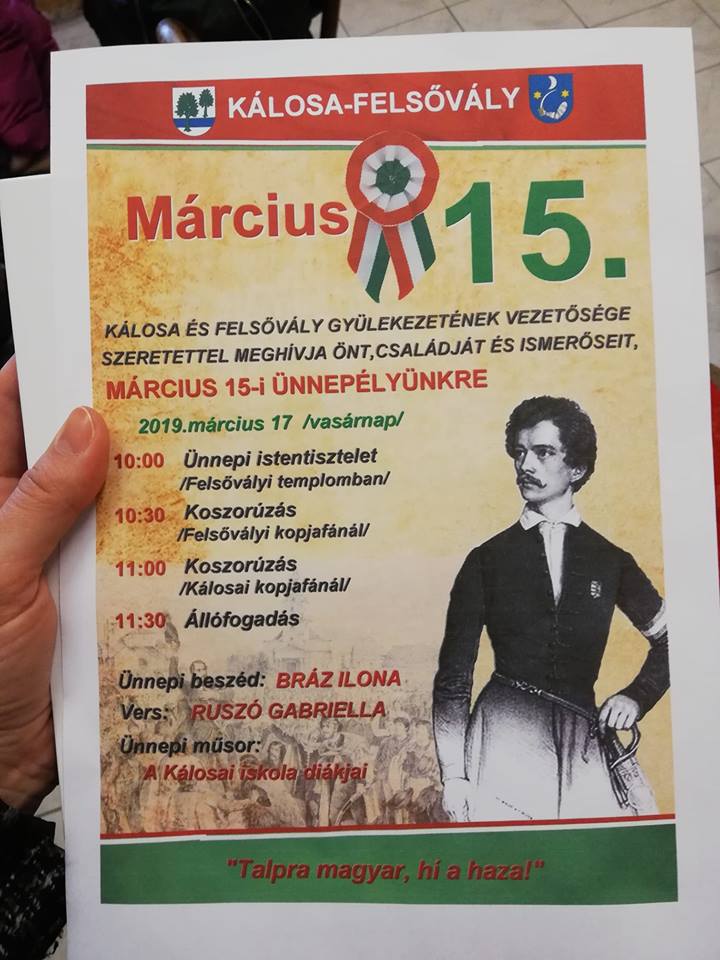 KÁLOSA-FELSŐVÁLY
Március 15.
KÁLOSA ÉS FELSŐVÁLY GYÜLEKEZETÉNEK VEZETŐSÉGE
SZERETETTEL MEGHÍVJA ÖNT,CSALÁDJÁT ÉS ISMERŐSEIT,
MÁRCIUS 15-i ÜNNEPÉLYÜNKRE
2019.március 17 /vasárnap/
10:00 Ünnepi istentisztelet
/Felsővályi templomban/
10:30 Koszorúzás
/Felsővályi kopjafánál/
11:00 Koszorúzás
/Kálosai kopjafánál/
11:30 Állófogadás
Ünnepi beszéd: BRÁZ ILONA
Vers: RUSZÓ GABRIELLA
Ünnepi műsor:
A Kálosai iskola diákjai
"Talpra magyar, hí a haza!"